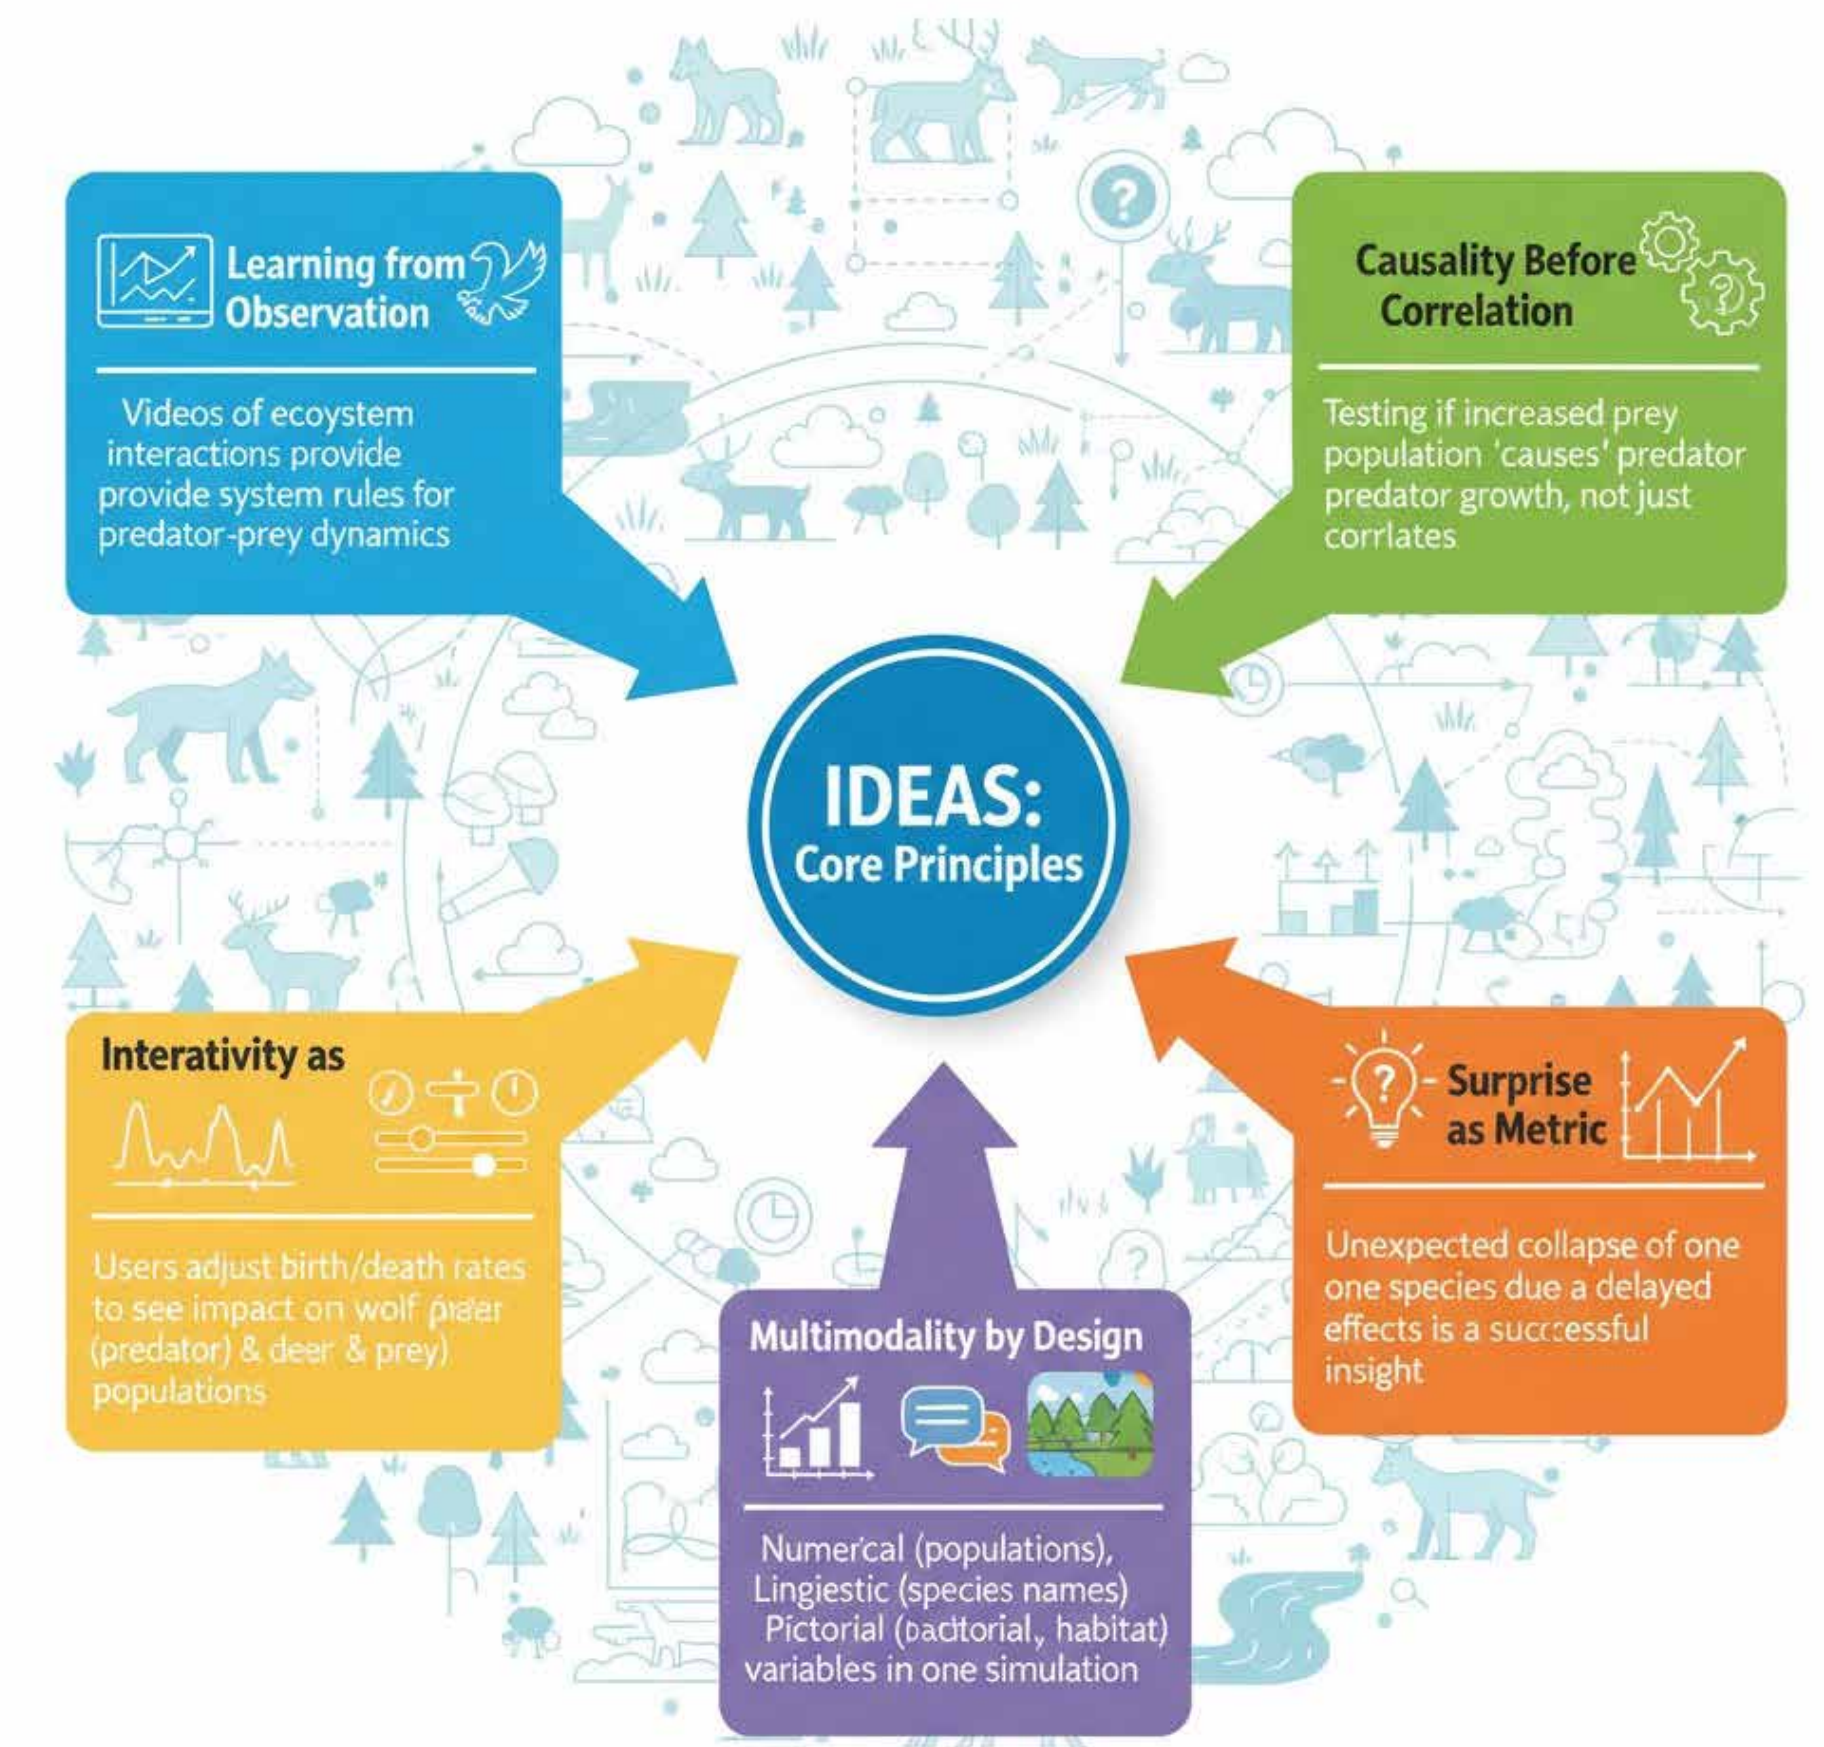 Learning from
Observation
Videos of ecoystem
interactions provide
provide system rules for
predator-prey dynamics
Causality Before
Correlation
Testing if increased prey
population 'causes' predator
predator growth, not just
corrlates
IDEAS:
Core Principles
Interativity as
Users adjust birth/death rates
to see impact on wolf
(predator) & deer & prey)
populations
Surprise
as Metric
Unexpected collapse of one
one species due a delayed
effects is a succcessful
insight
Multimodality by Design
Numer'cal (populations),
Lingiestic (species names)
Pictorial (bactorial, habitat)
variables in one simulation